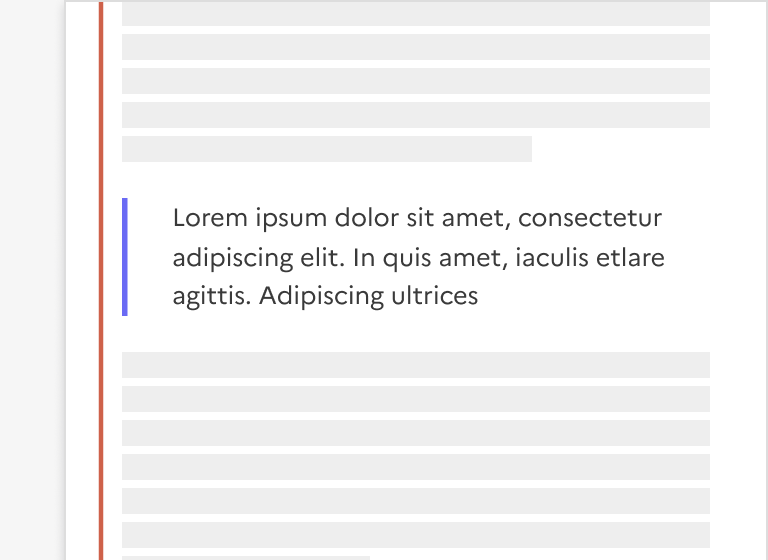 Lorem ipsum dolor sit amet, consectetur
adipiscing elit. In quis amet, iaculis etlare
agittis. Adipiscing ultrices